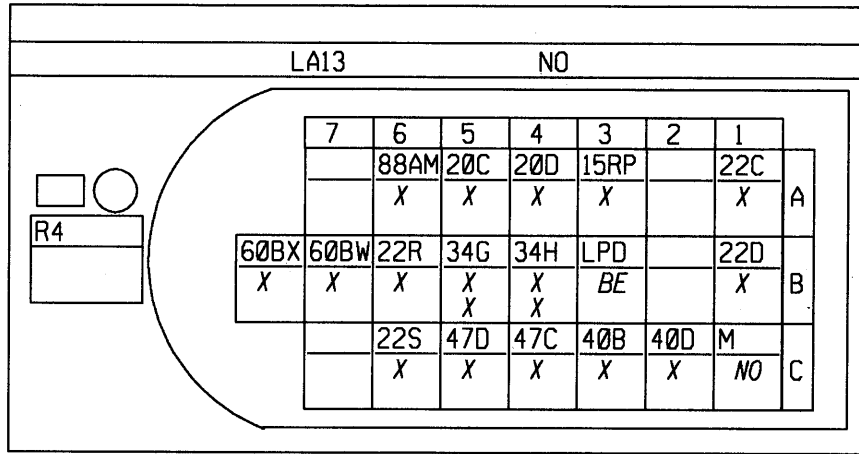 LA13 NO
7 6 5 4 3 2 1
88AM 20C 20D 15RP 22C
X X X X X A
R4
60BX 60BW 22R 34G 34H LPD 22D
X X X X X BE X B
X X
22S 47D 47C 40B 40D M
X X X X X NO C